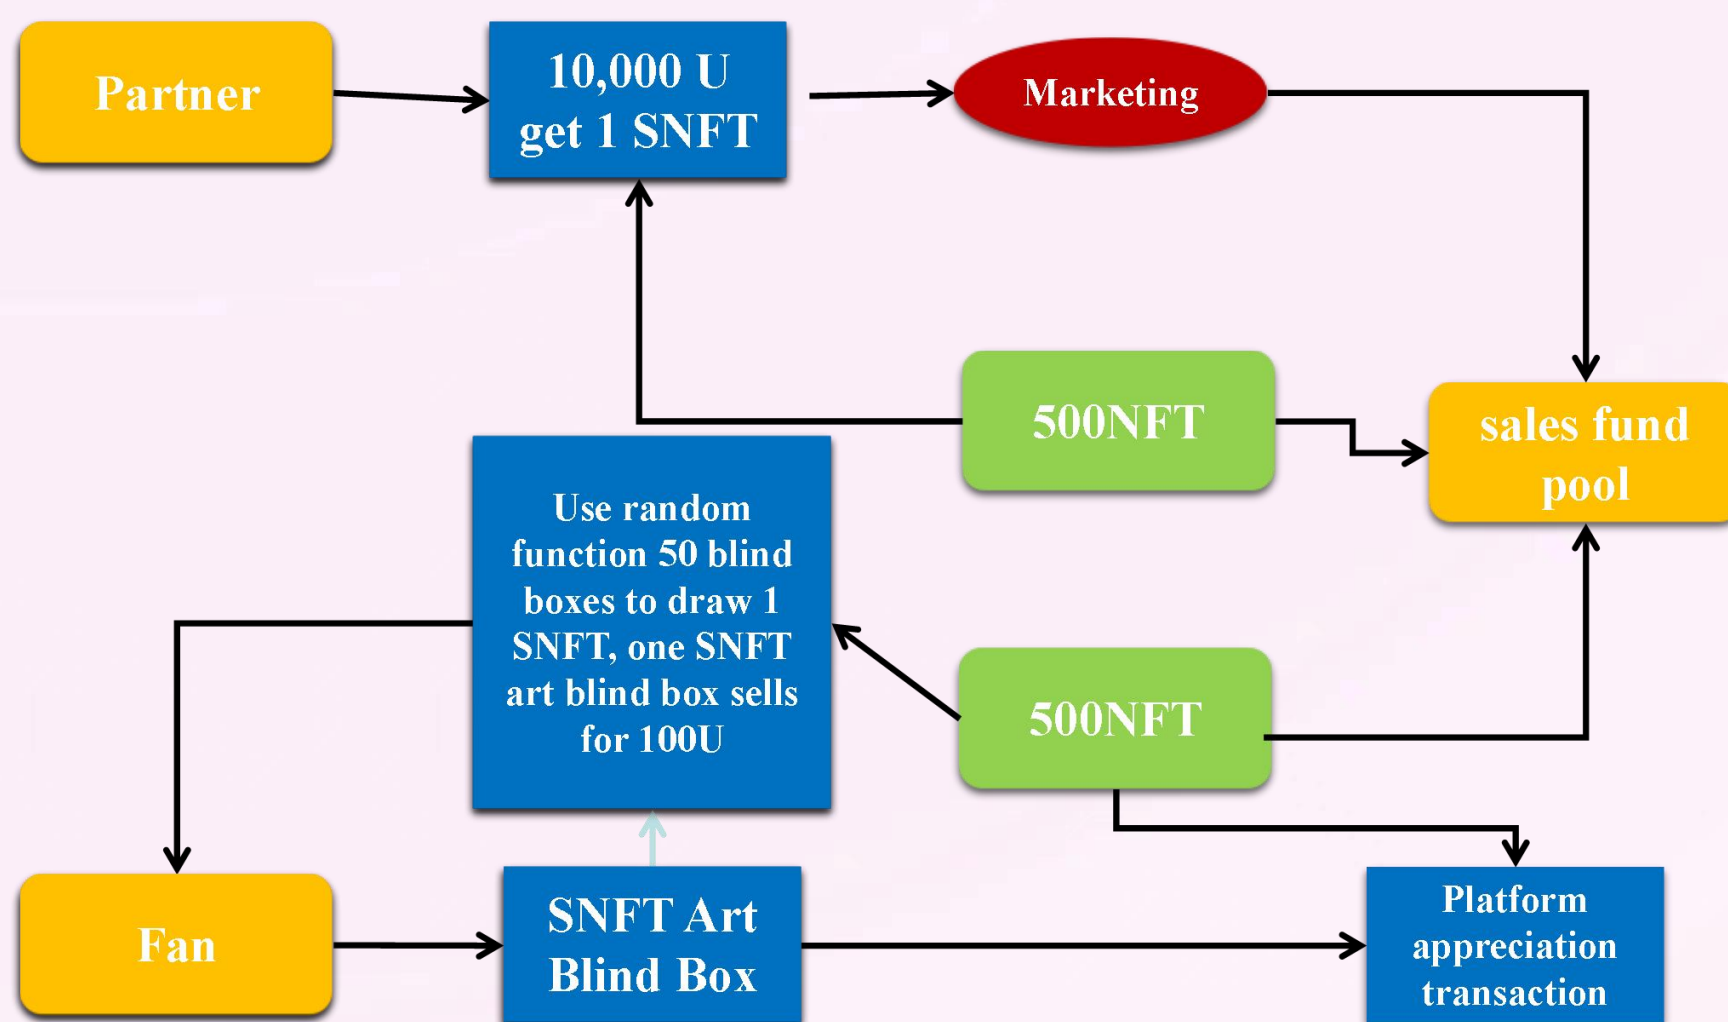 Partner
10,000 U
get 1 SNFT
Marketing
500NFT
sales fund
pool
Use random
function 50 blind
boxes to draw 1
SNFT, one SNFT
art blind box sells
for 100U
500NFT
Fan
SNFT Art
Blind Box
Platform
appreciation
transaction